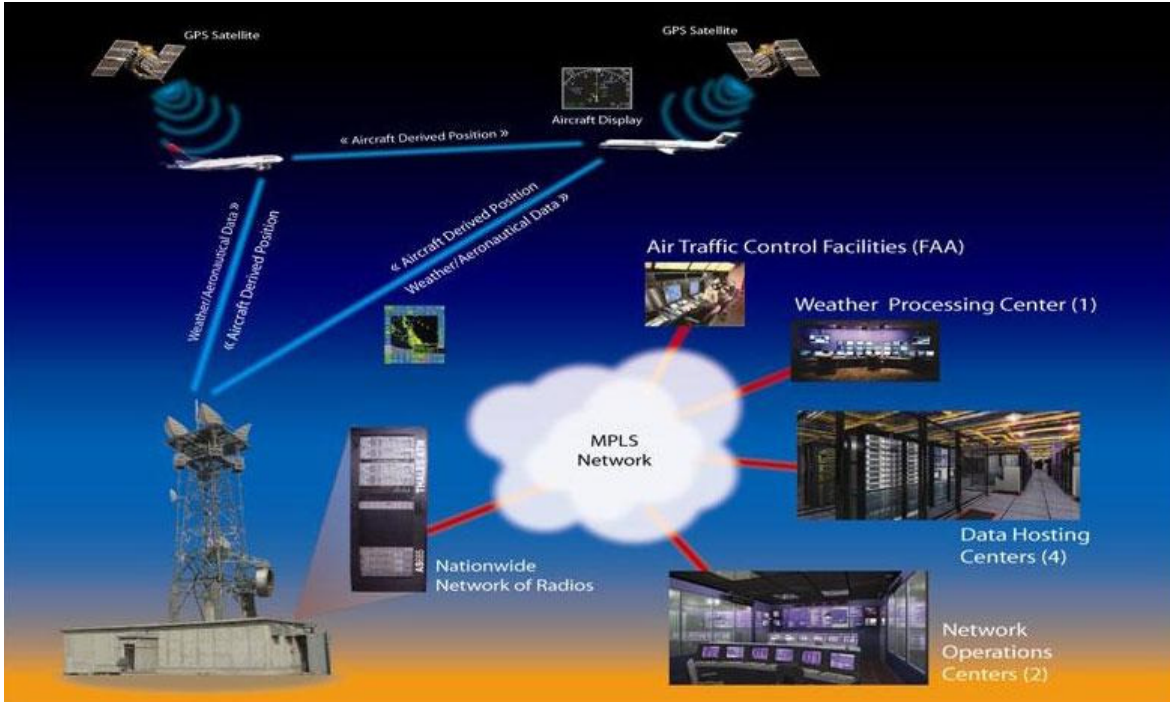 GPS Satellite
GPS Satellite
Aircraft Display
« Aircraft Derived Position »
« Aircraft Derived Position
Weather/Aeronautical Data »
Weather/Aeronautical Data »
« Aircraft Derived Position
Air Traffic Control Facilities (FAA)
Weather Processing Center (1)
MPLS
Network
Data Hosting
Centers (4)
Nationwide
Network of Radios
Network
Operations
Centers (2)